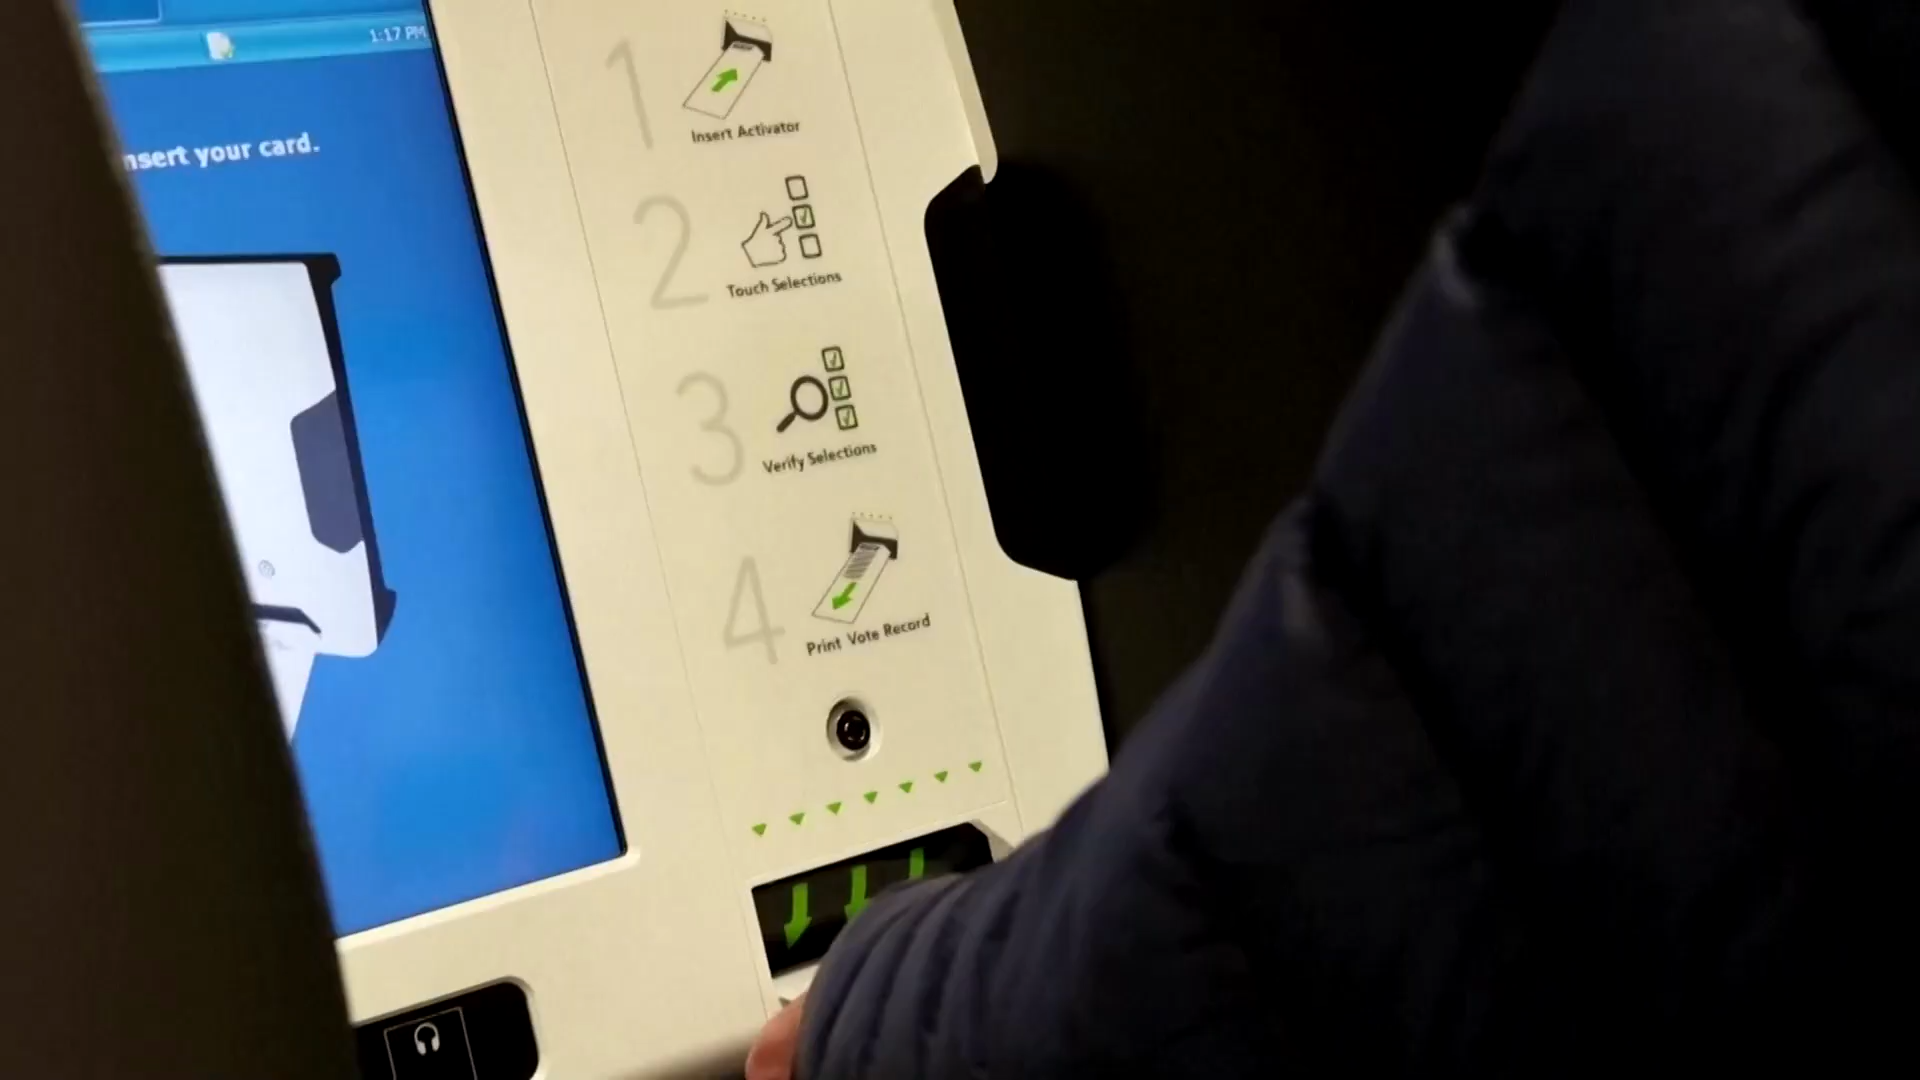 1:17 PM
nsert your card.
1
Insert Activator
2
Touch Selections
3
Verify Selections
4
Print Vote Record